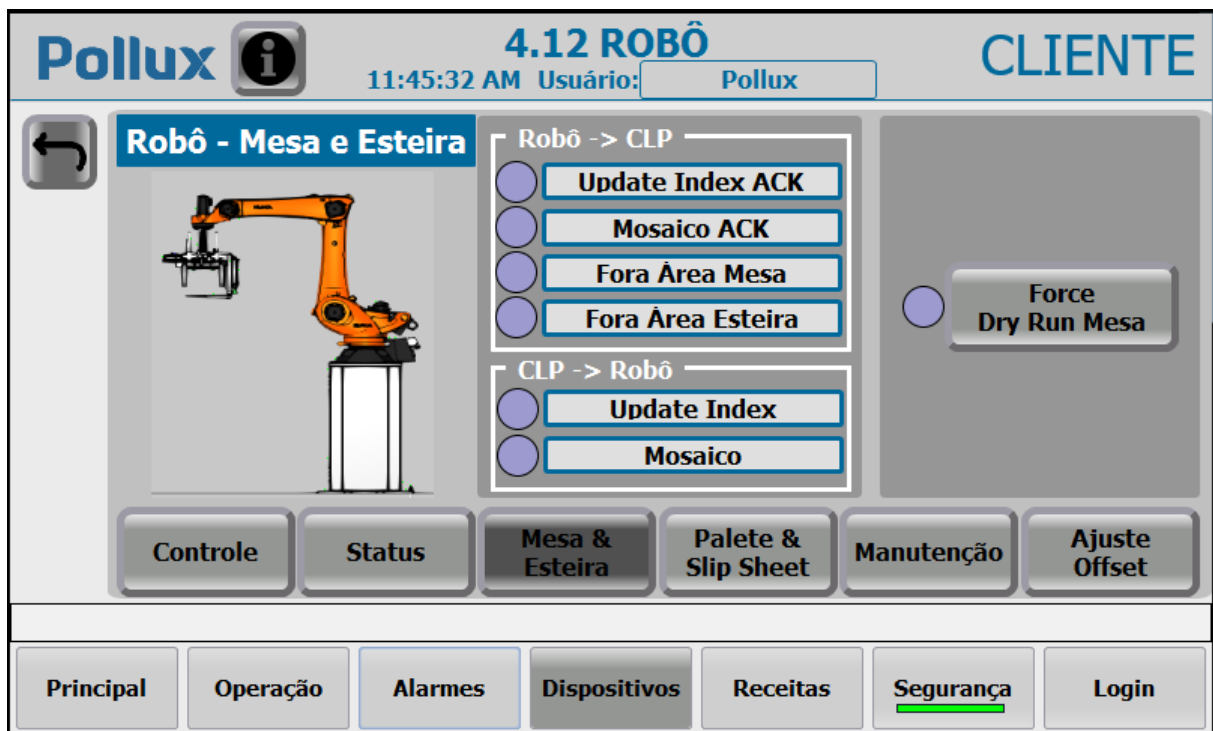 Pollux
4.12 ROBÔ
11:45:32 AM Usuário: Pollux
CLIENTE
Robô - Mesa e Esteira
Robô -> CLP
Update Index ACK
Mosaico ACK
Fora Área Mesa
Fora Área Esteira
CLP -> Robô
Update Index
Mosaico
Force
Dry Run Mesa
Controle
Status
Mesa &
Esteira
Palete &
Slip Sheet
Manutenção
Ajuste
Offset
Principal
Operação
Alarmes
Dispositivos
Receitas
Segurança
Login